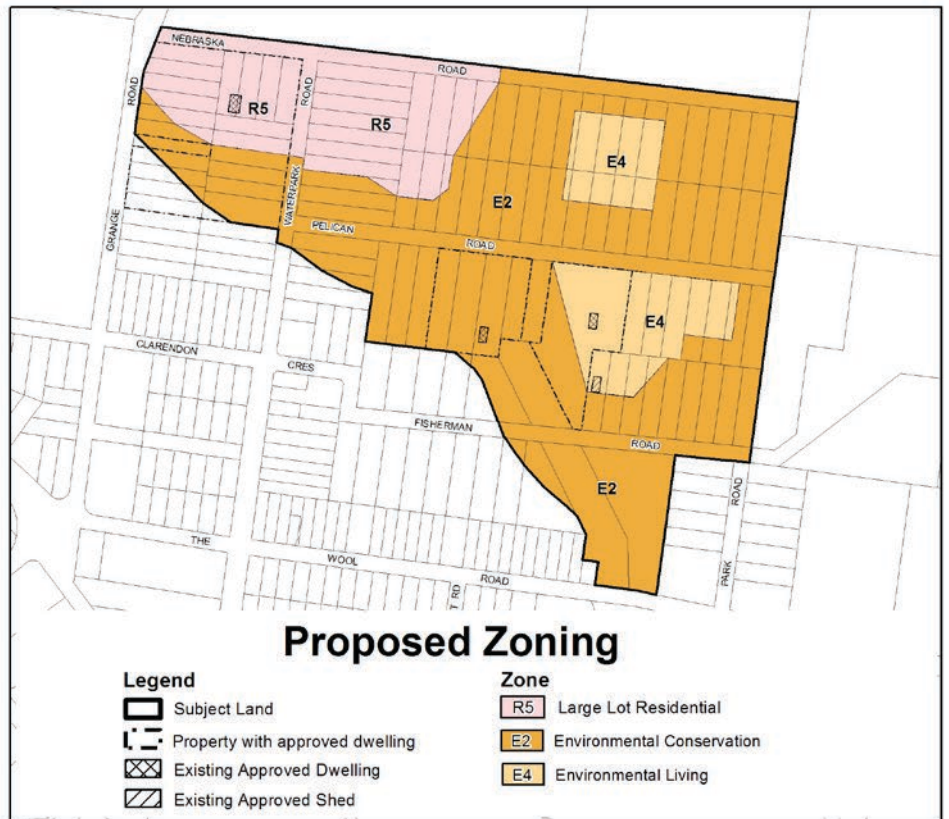 NEBRASKA
ROAD
ROAD
ROAD
R5
R5
E4
E2
WATERPARK
PELICAN
ROAD
GRANGE
E4
CLARENDON
CRES
FISHERMAN
ROAD
E2
ROAD
THE
WOOL
ROAD
PARK
T RD
Proposed Zoning
Legend
Subject Land
Property with approved dwelling
Existing Approved Dwelling
Existing Approved Shed
Zone
R5 Large Lot Residential
E2 Environmental Conservation
E4 Environmental Living